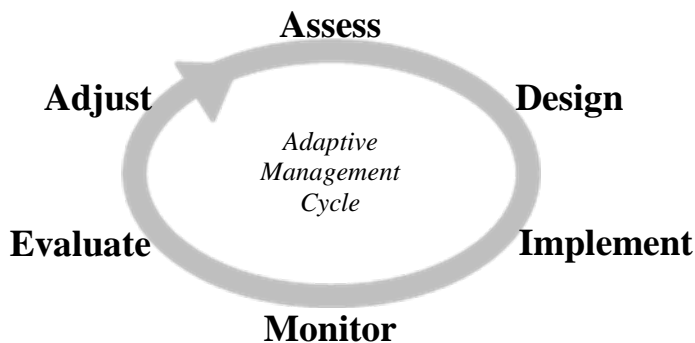 Assess
Adjust
Design
Adaptive
Management
Cycle
Evaluate
Implement
Monitor